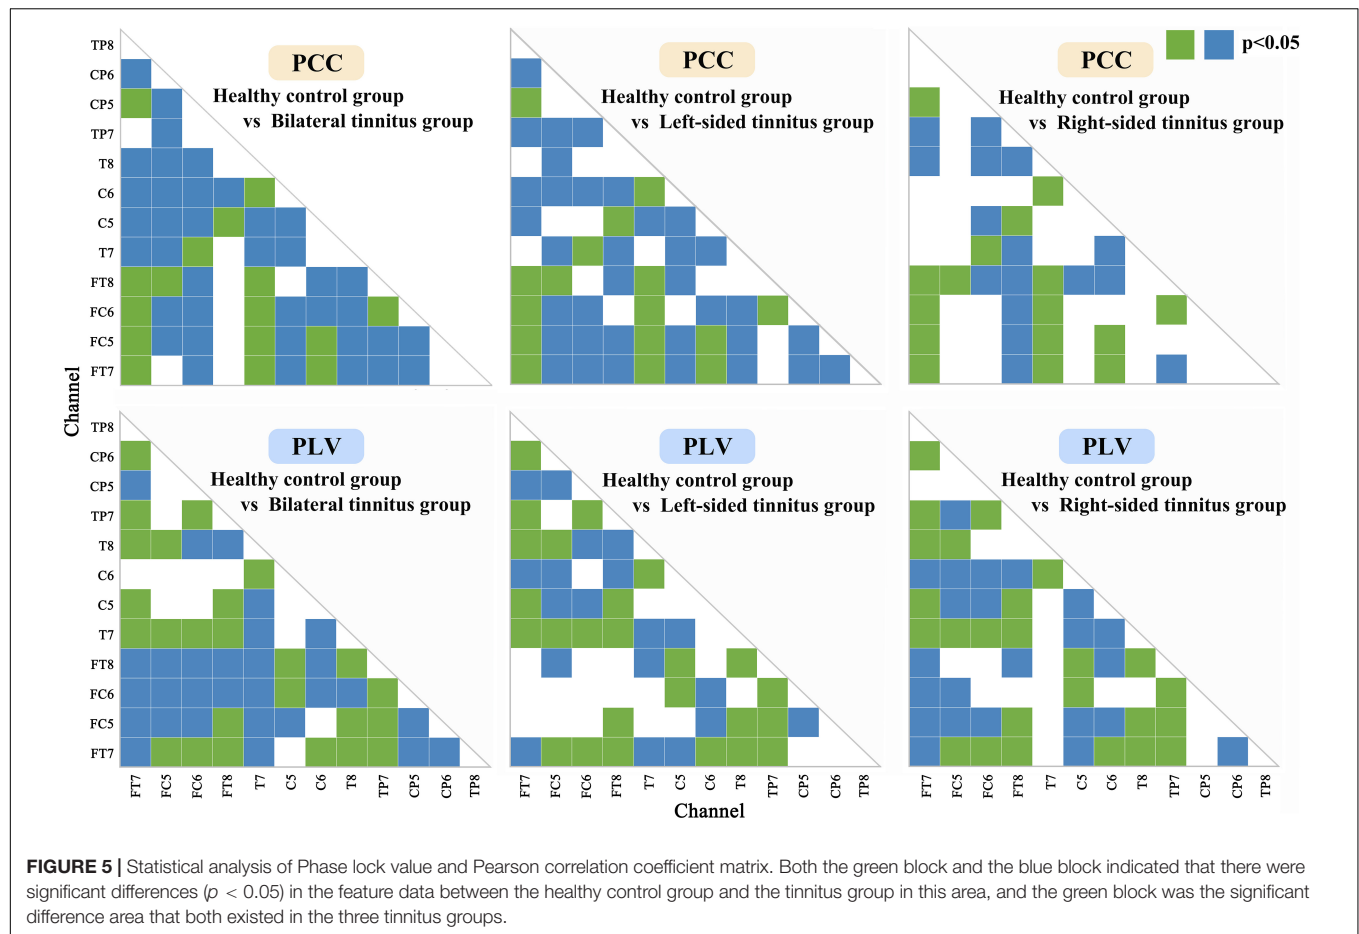 PCC
Healthy control group
vs Bilateral tinnitus group
PCC
Healthy control group
vs Left-sided tinnitus group
PCC
Healthy control group
vs Right-sided tinnitus group
p<0.05
TP8
CP6
CP5
TP7
T8
C6
C5
T7
FT8
FC6
FC5
FT7
Channel
PLV
Healthy control group
vs Bilateral tinnitus group
PLV
Healthy control group
vs Left-sided tinnitus group
PLV
Healthy control group
vs Right-sided tinnitus group
TP8
CP6
CP5
TP7
T8
C6
C5
T7
FT8
FC6
FC5
FT7
FT7 FC5 FC6 FT8 T7 C5 C6 T8 TP7 CP5 CP6 TP8
FT7 FC5 FC6 FT8 T7 C5 C6 T8 TP7 CP5 CP6 TP8
FT7 FC5 FC6 FT8 T7 C5 C6 T8 TP7 CP5 CP6 TP8
Channel
FIGURE 5 | Statistical analysis of Phase lock value and Pearson correlation coefficient matrix. Both the green block and the blue block indicated that there were
significant differences (p < 0.05) in the feature data between the healthy control group and the tinnitus group in this area, and the green block was the significant
difference area that both existed in the three tinnitus groups.